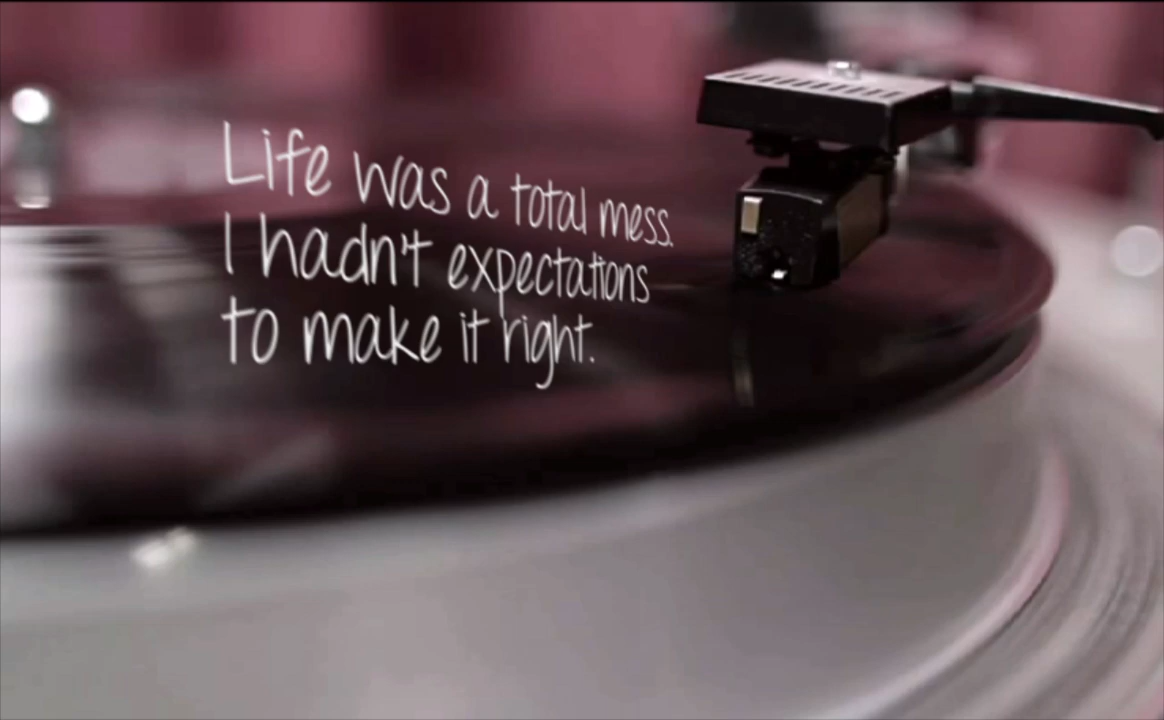 Life was a total mess.
I hadn't expectations
to make it right.